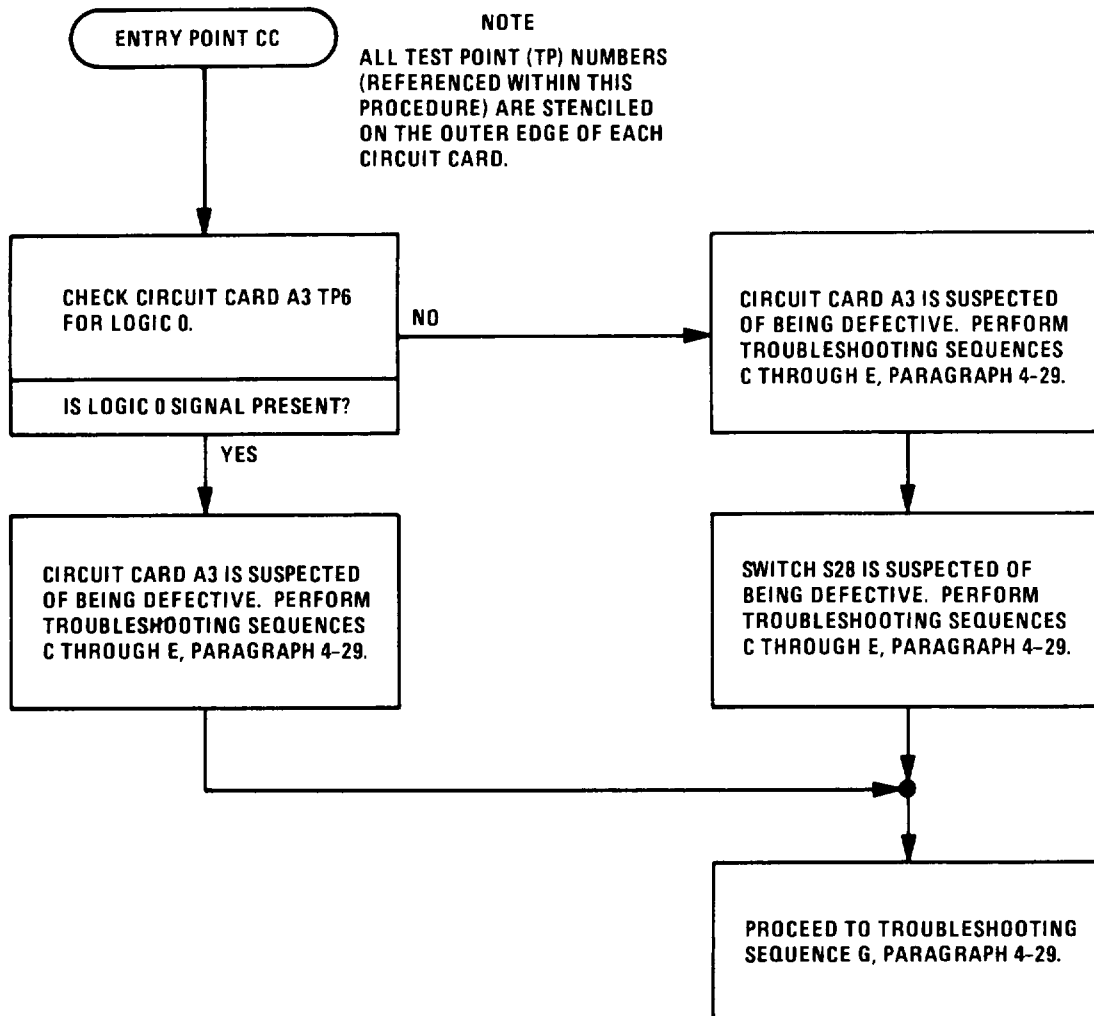 ENTRY POINT CC
NOTE
ALL TEST POINT (TP) NUMBERS
(REFERENCED WITHIN THIS
PROCEDURE) ARE STENCILED
ON THE OUTER EDGE OF EACH
CIRCUIT CARD.
CHECK CIRCUIT CARD A3 TP6
FOR LOGIC 0.
IS LOGIC 0 SIGNAL PRESENT?
NO
YES
CIRCUIT CARD A3 IS SUSPECTED
OF BEING DEFECTIVE. PERFORM
TROUBLESHOOTING SEQUENCES
C THROUGH E, PARAGRAPH 4-29.
CIRCUIT CARD A3 IS SUSPECTED
OF BEING DEFECTIVE. PERFORM
TROUBLESHOOTING SEQUENCES
C THROUGH E, PARAGRAPH 4-29.
SWITCH S28 IS SUSPECTED OF
BEING DEFECTIVE. PERFORM
TROUBLESHOOTING SEQUENCES
C THROUGH E, PARAGRAPH 4-29.
PROCEED TO TROUBLESHOOTING
SEQUENCE G, PARAGRAPH 4-29.